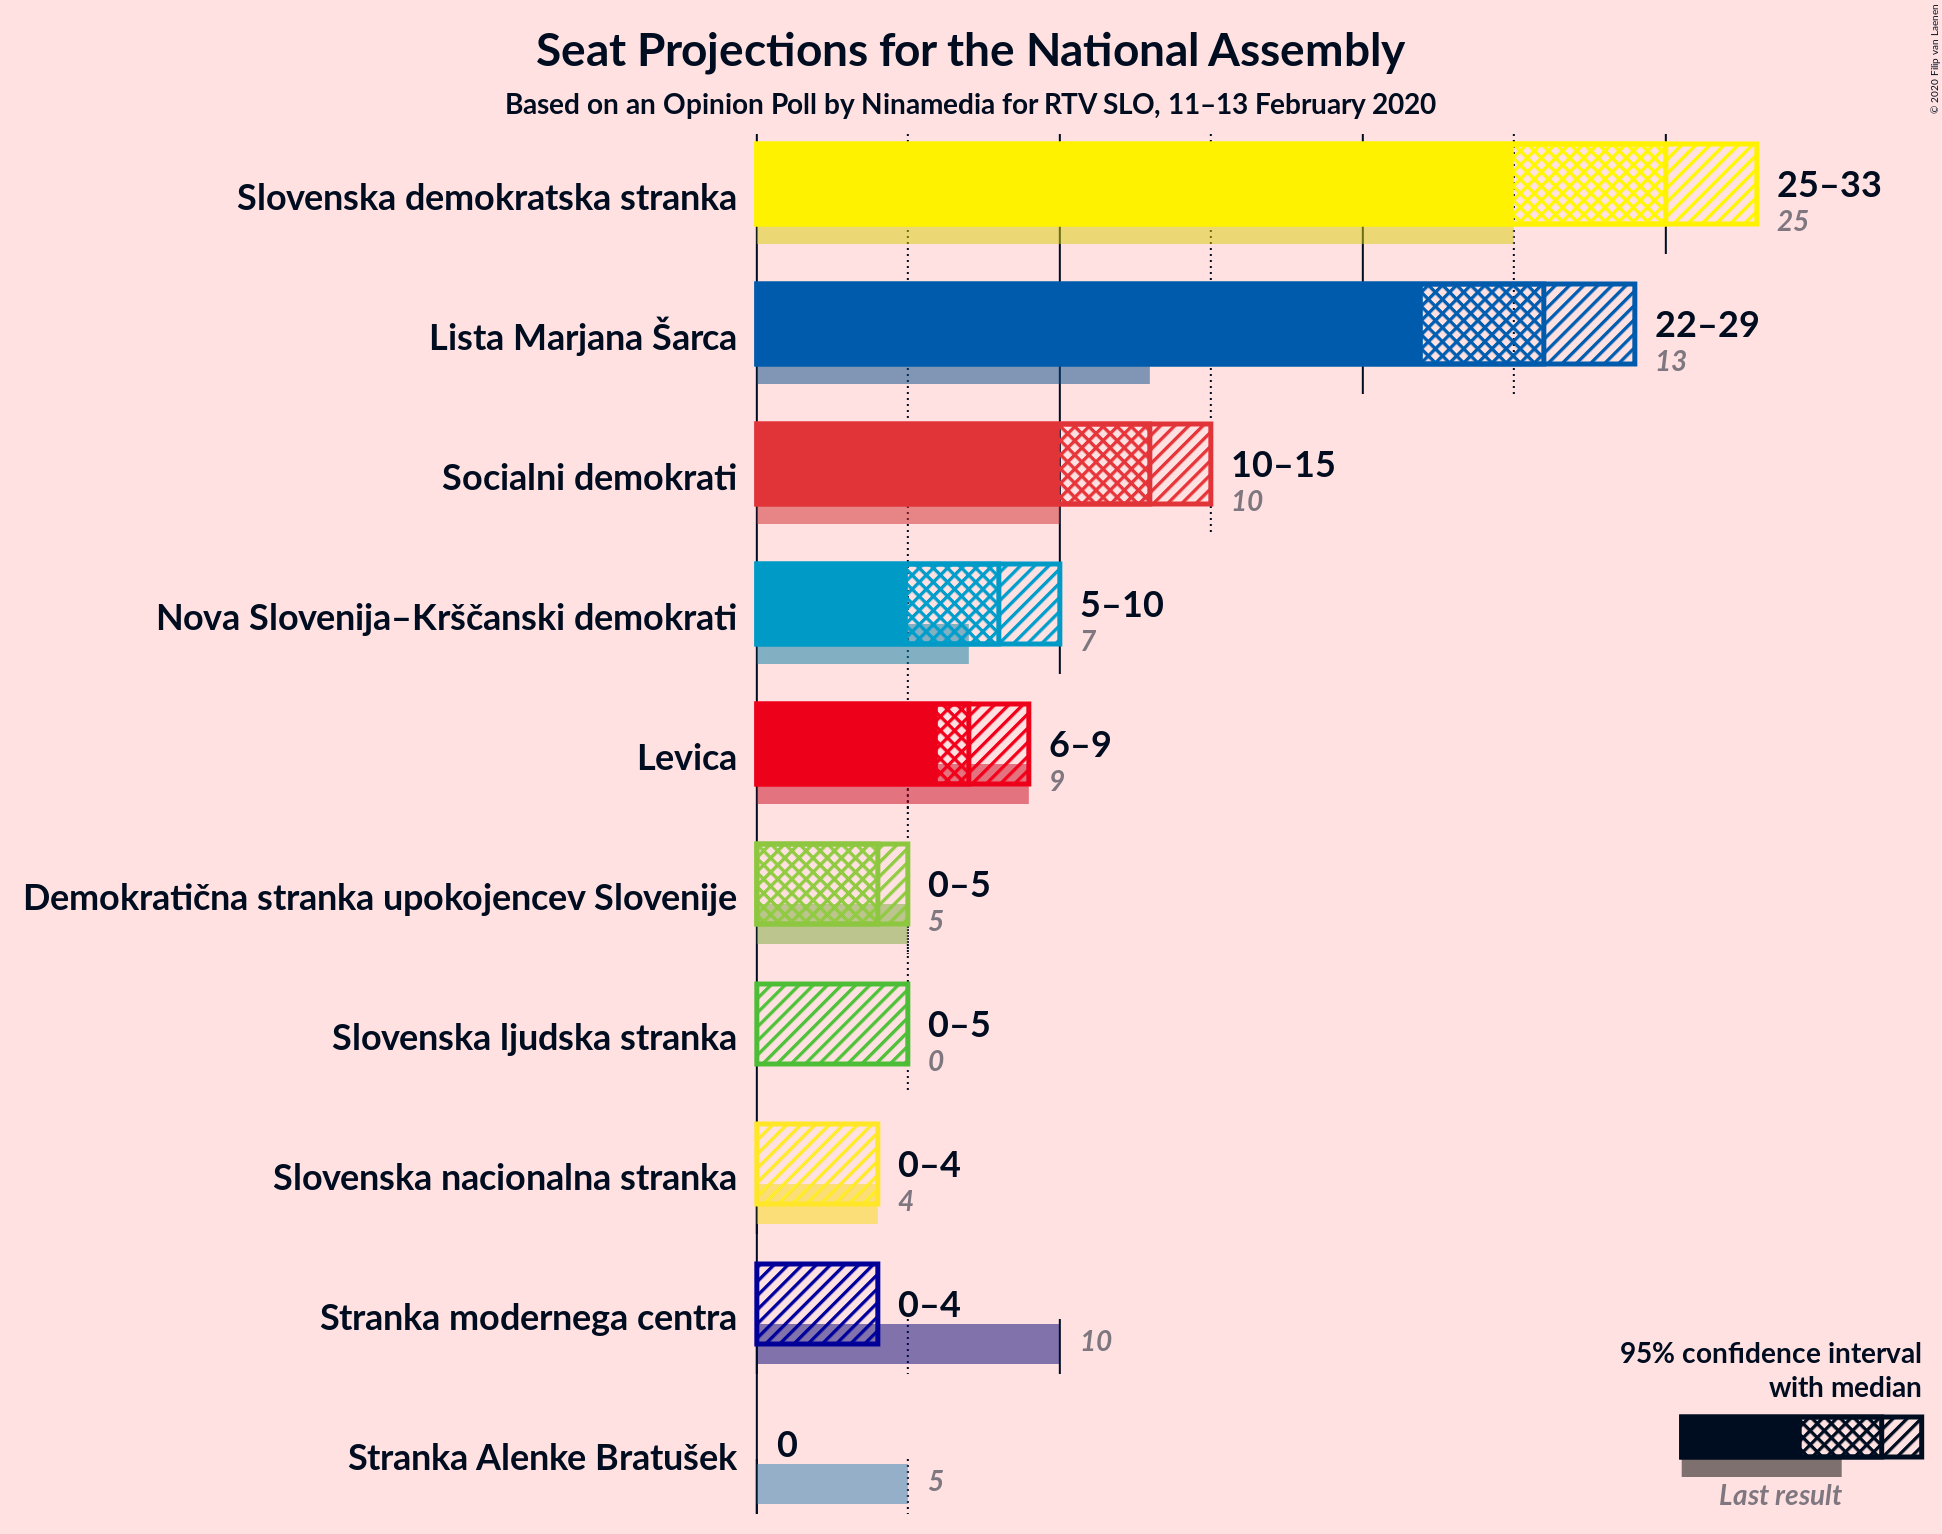 Seat Projections for the National Assembly
Based on an Opinion Poll by Ninamedia for RTV SLO, 11–13 February 2020
© 2020 Filip van Laenen
Slovenska demokratska stranka
25–33
25
Lista Marjana Šarca
22–29
13
Socialni demokrati
10–15
10
Nova Slovenija–Krščanski demokrati
5–10
7
Levica
6–9
9
Demokratična stranka upokojencev Slovenije
0–5
5
Slovenska ljudska stranka
0–5
0
Slovenska nacionalna stranka
0–4
4
Stranka modernega centra
0–4
10
Stranka Alenke Bratušek
0
5
95% confidence interval
with median
Last result